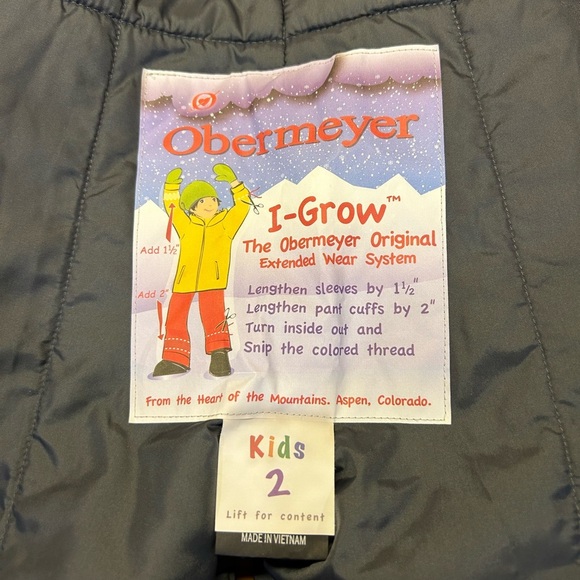 Obermeyer
I-Grow™
The Obermeyer Original
Extended Wear System
Add 1½"
Add 2"
Lengthen sleeves by 1½"
Lengthen pant cuffs by 2"
Turn inside out and
Snip the colored thread
From the Heart of the Mountains. Aspen, Colorado.
Kids
2
Lift for content
MADE IN VIETNAM